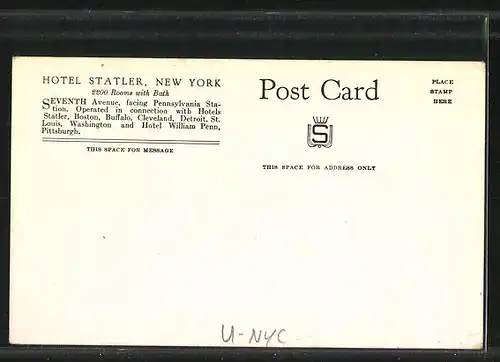 HOTEL STATLER, NEW YORK
2200 Rooms with Bath
SEVENTH Avenue, facing Pennsylvania Sta-
tion. Operated in connection with Hotels
Statler, Boston, Buffalo, Cleveland, Detroit, St.
Louis, Washington and Hotel William Penn,
Pittsburgh.
THIS SPACE FOR MESSAGE
Post Card
S
THIS SPACE FOR ADDRESS ONLY
PLACE
STAMP
HERE
U-NYC